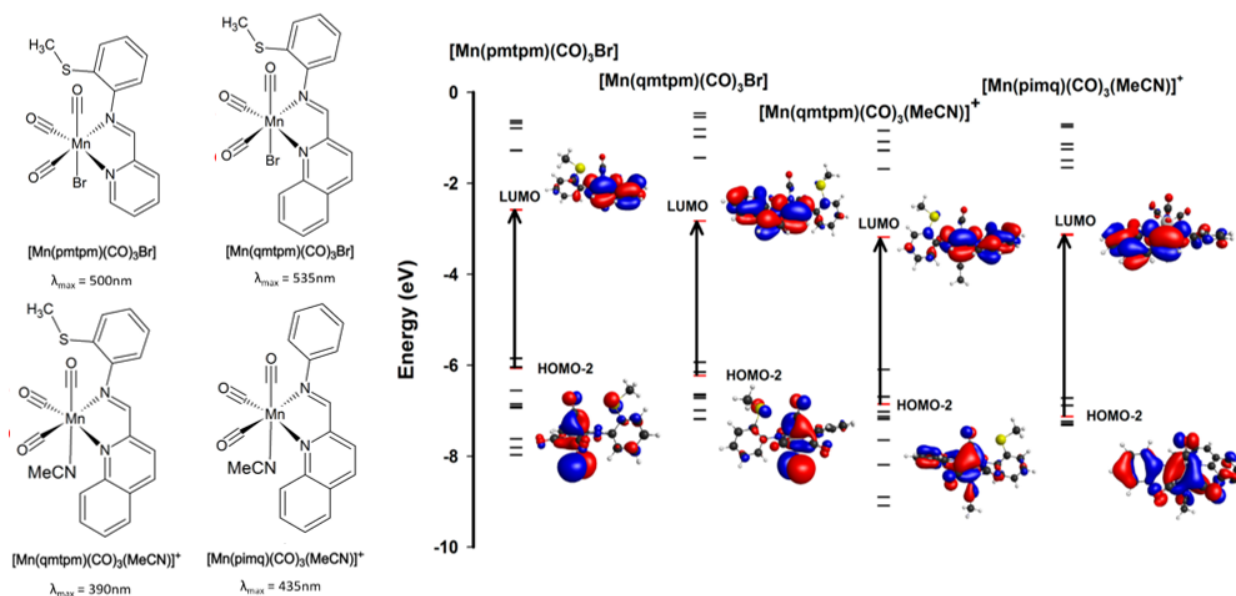 H₃C
S
O
C
O≡C
O≡C
Mn
N
N
Br
[Mn(pmtpm)(CO)₃Br]
λmax = 500nm
H₃C
S
CO
Mn
N
N
Br
[Mn(qmtpm)(CO)₃Br]
λmax = 535nm
H₃C
S
CO
Mn
N
N
MeCN
[Mn(qmtpm)(CO)₃(MeCN)]⁺
λmax = 390nm
CO
Mn
N
N
MeCN
[Mn(pimq)(CO)₃(MeCN)]⁺
λmax = 435nm
[Mn(pmtpm)(CO)₃Br]
[Mn(qmtpm)(CO)₃Br]
[Mn(qmtpm)(CO)₃(MeCN)]⁺
[Mn(pimq)(CO)₃(MeCN)]⁺
Energy (eV)
0
-2
-4
-6
-8
-10
LUMO
HOMO-2
LUMO
HOMO-2
LUMO
HOMO-2
LUMO
HOMO-2